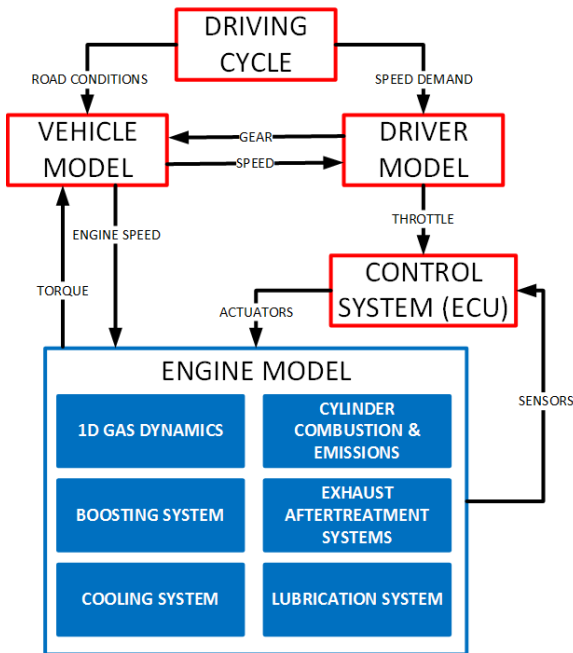 DRIVING
CYCLE
ROAD CONDITIONS
SPEED DEMAND
VEHICLE
MODEL
GEAR
SPEED
DRIVER
MODEL
ENGINE SPEED
THROTTLE
TORQUE
CONTROL
SYSTEM (ECU)
ACTUATORS
SENSORS
ENGINE MODEL
1D GAS DYNAMICS
CYLINDER
COMBUSTION &
EMISSIONS
BOOSTING SYSTEM
EXHAUST
AFTERTREATMENT
SYSTEMS
COOLING SYSTEM
LUBRICATION SYSTEM